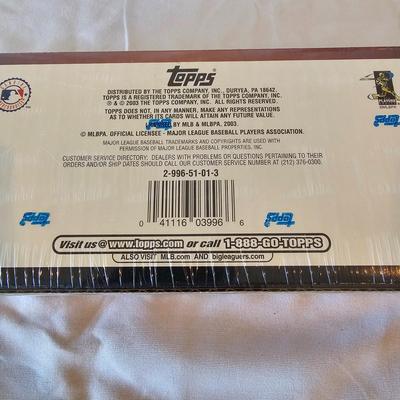 Topps
DISTRIBUTED BY THE TOPPS COMPANY, INC., DURYEA, PA 18642.
TOPPS IS A REGISTERED TRADEMARK OF THE TOPPS COMPANY, INC.
® & © 2003 THE TOPPS COMPANY, INC. ALL RIGHTS RESERVED.
TOPPS DOES NOT, IN ANY MANNER, MAKE ANY REPRESENTATIONS
AS TO WHETHER ITS CARDS WILL ATTAIN ANY FUTURE VALUE.
BY MLB & MLBPA, 2003.
© MLBPA. OFFICIAL LICENSEE - MAJOR LEAGUE BASEBALL PLAYERS ASSOCIATION.
MAJOR LEAGUE BASEBALL TRADEMARKS AND COPYRIGHTS ARE USED WITH
PERMISSION OF MAJOR LEAGUE BASEBALL PROPERTIES, INC.
CUSTOMER SERVICE DIRECTORY: DEALERS WITH PROBLEMS OR QUESTIONS PERTAINING TO THEIR
ORDERS AND/OR SHIP DATES SHOULD CALL OUR CUSTOMER SERVICE NUMBER AT (212) 376-0300.
2-996-51-01-3
0 41116 03996 6
Topps
Topps
Topps
Topps
Topps
Visit us @ www.topps.com or call 1-888-GO-TOPPS
ALSO VISIT MLB.com AND bigleaguers.com